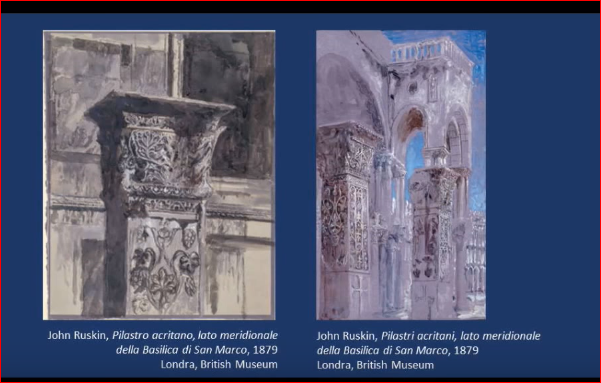 John Ruskin, Pilastro acritano, lato meridionale
della Basilica di San Marco, 1879
Londra, British Museum
John Ruskin, Pilastri acritani, lato meridionale
della Basilica di San Marco, 1879
Londra, British Museum